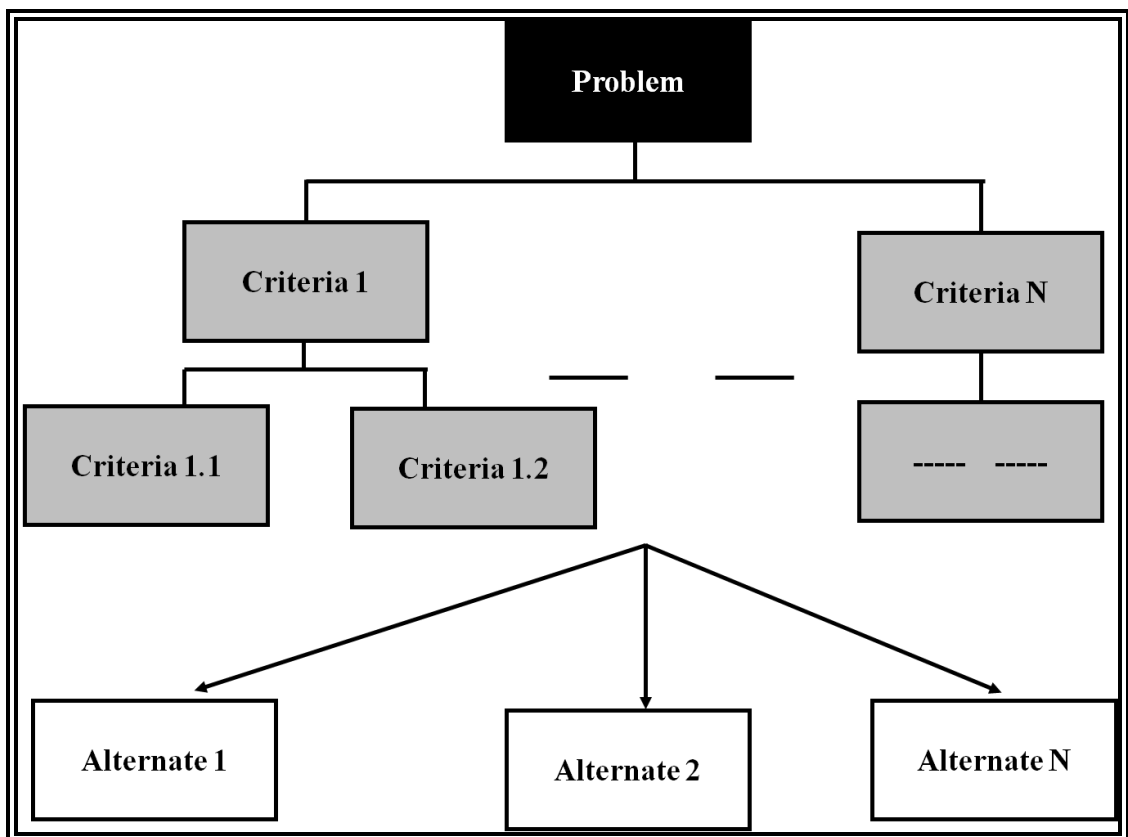 Problem
Criteria 1
Criteria N
Criteria 1.1
Criteria 1.2
----- -----
Alternate 1
Alternate 2
Alternate N